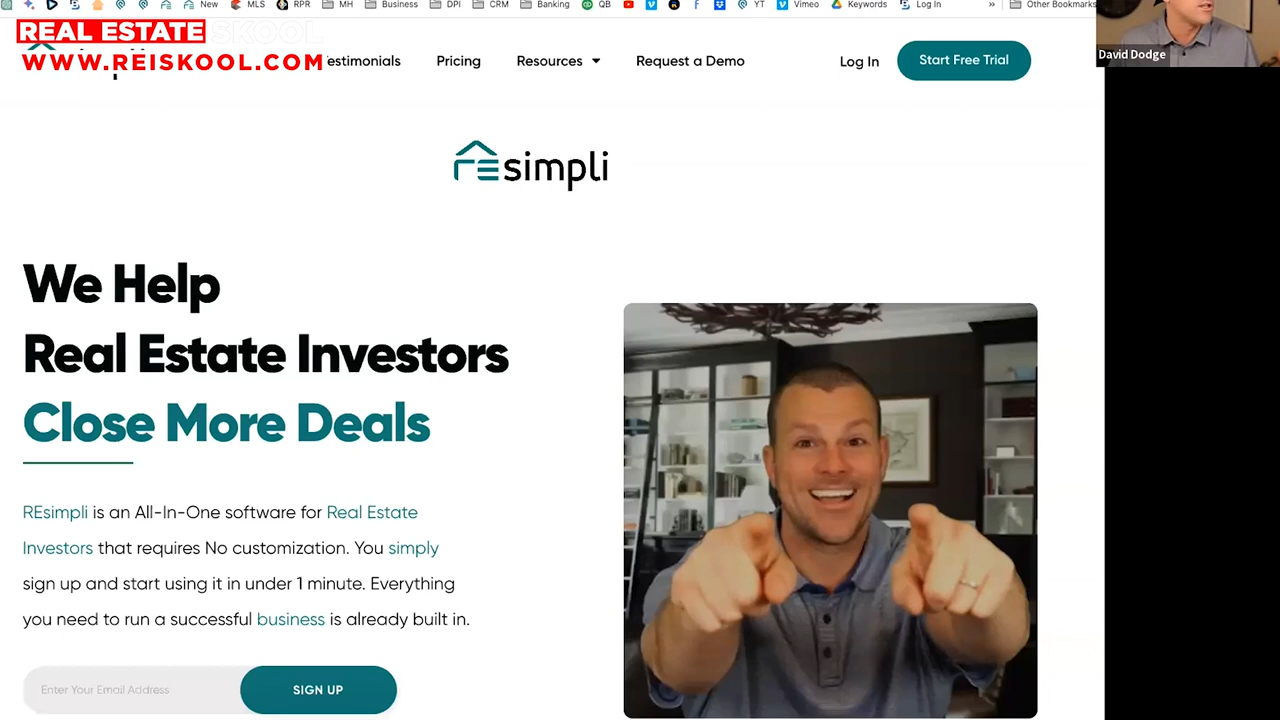 New
MLS
RPR
MH
Business
DPI
CRM
Banking
QB
YT
Vimeo
Keywords
Log In
»
Other Bookmarks
REAL ESTATE SKOOL
WWW.REISKOOL.COM
estimonials
Pricing
Resources
Request a Demo
Log In
Start Free Trial
David Dodge
REsimpli
We Help
Real Estate Investors
Close More Deals
REsimpli is an All-In-One software for Real Estate
Investors that requires No customization. You simply
sign up and start using it in under 1 minute. Everything
you need to run a successful business is already built in.
Enter Your Email Address
SIGN UP